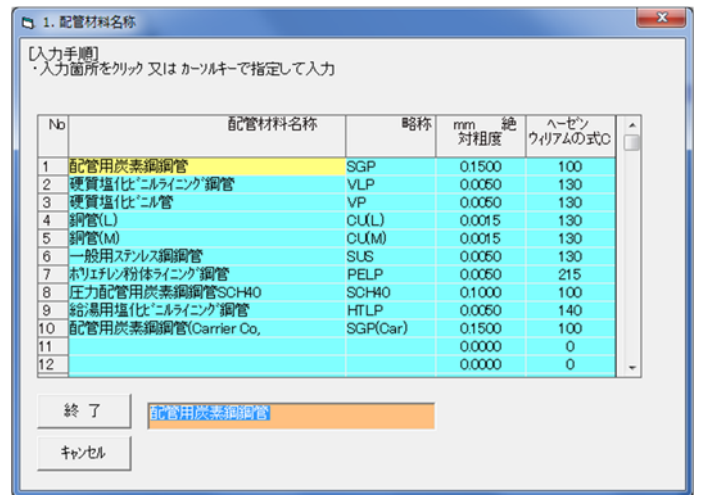 1. 配管材料名称
[入力手順]
・入力箇所をクリック 又は カーソルキーで指定して入力
No 配管材料名称 略称 mm 絶対粗度 ヘーゼンウィリアムの式C
1 配管用炭素鋼鋼管 SGP 0.1500 100
2 硬質塩化ビニルライニング鋼管 VLP 0.0050 130
3 硬質塩化ビニル管 VP 0.0050 130
4 銅管(L) CU(L) 0.0015 130
5 銅管(M) CU(M) 0.0015 130
6 一般用ステンレス鋼鋼管 SUS 0.0050 130
7 ポリエチレン粉体ライニング鋼管 PELP 0.0050 215
8 圧力配管用炭素鋼鋼管SCH40 SCH40 0.1000 100
9 給湯用塩化ビニルライニング鋼管 HTLP 0.0050 140
10 配管用炭素鋼鋼管(Carrier Co, SGP(Car) 0.1500 100
11 0.0000 0
12 0.0000 0
終 了 配管用炭素鋼鋼管
キャンセル